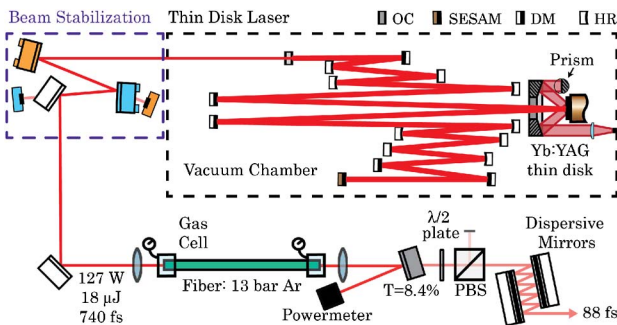 Beam Stabilization
Thin Disk Laser
OC
SESAM
DM
HR
Prism
Yb:YAG
thin disk
Vacuum Chamber
Gas
Cell
λ/2
plate
Dispersive
Mirrors
127 W
18 μJ
740 fs
Fiber: 13 bar Ar
Powermeter
T=8.4%
PBS
88 fs